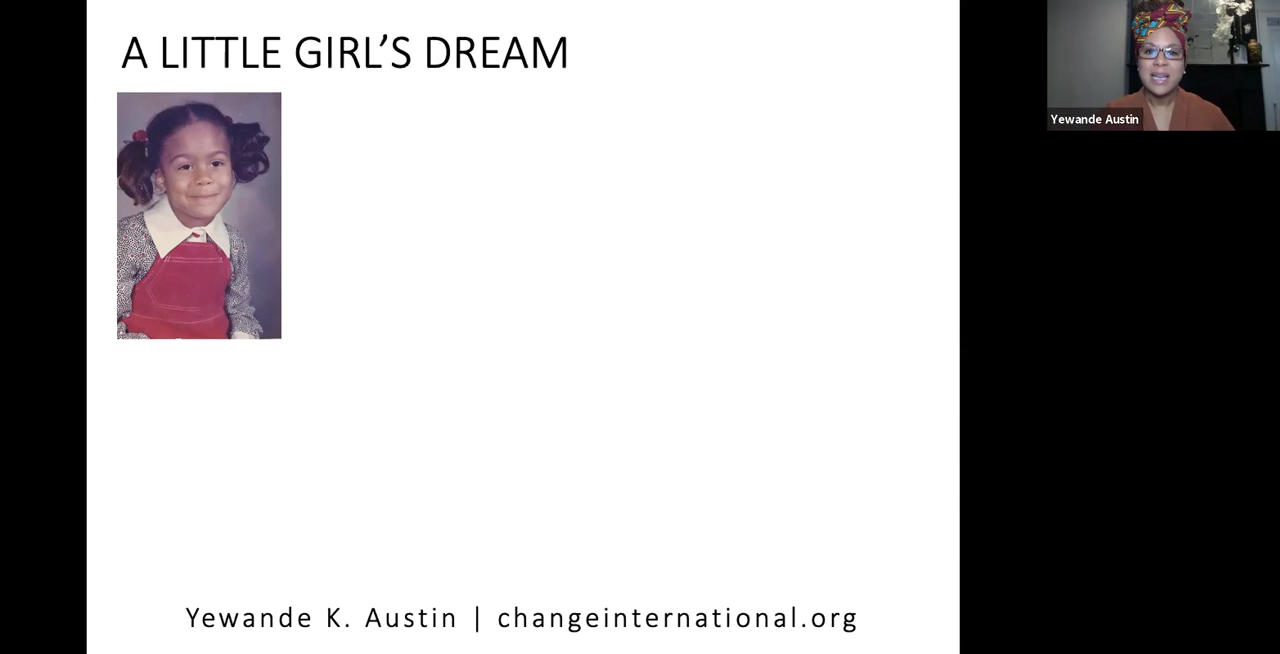 A LITTLE GIRL’S DREAM
Yewande Austin
Yewande K. Austin | changeinternational.org